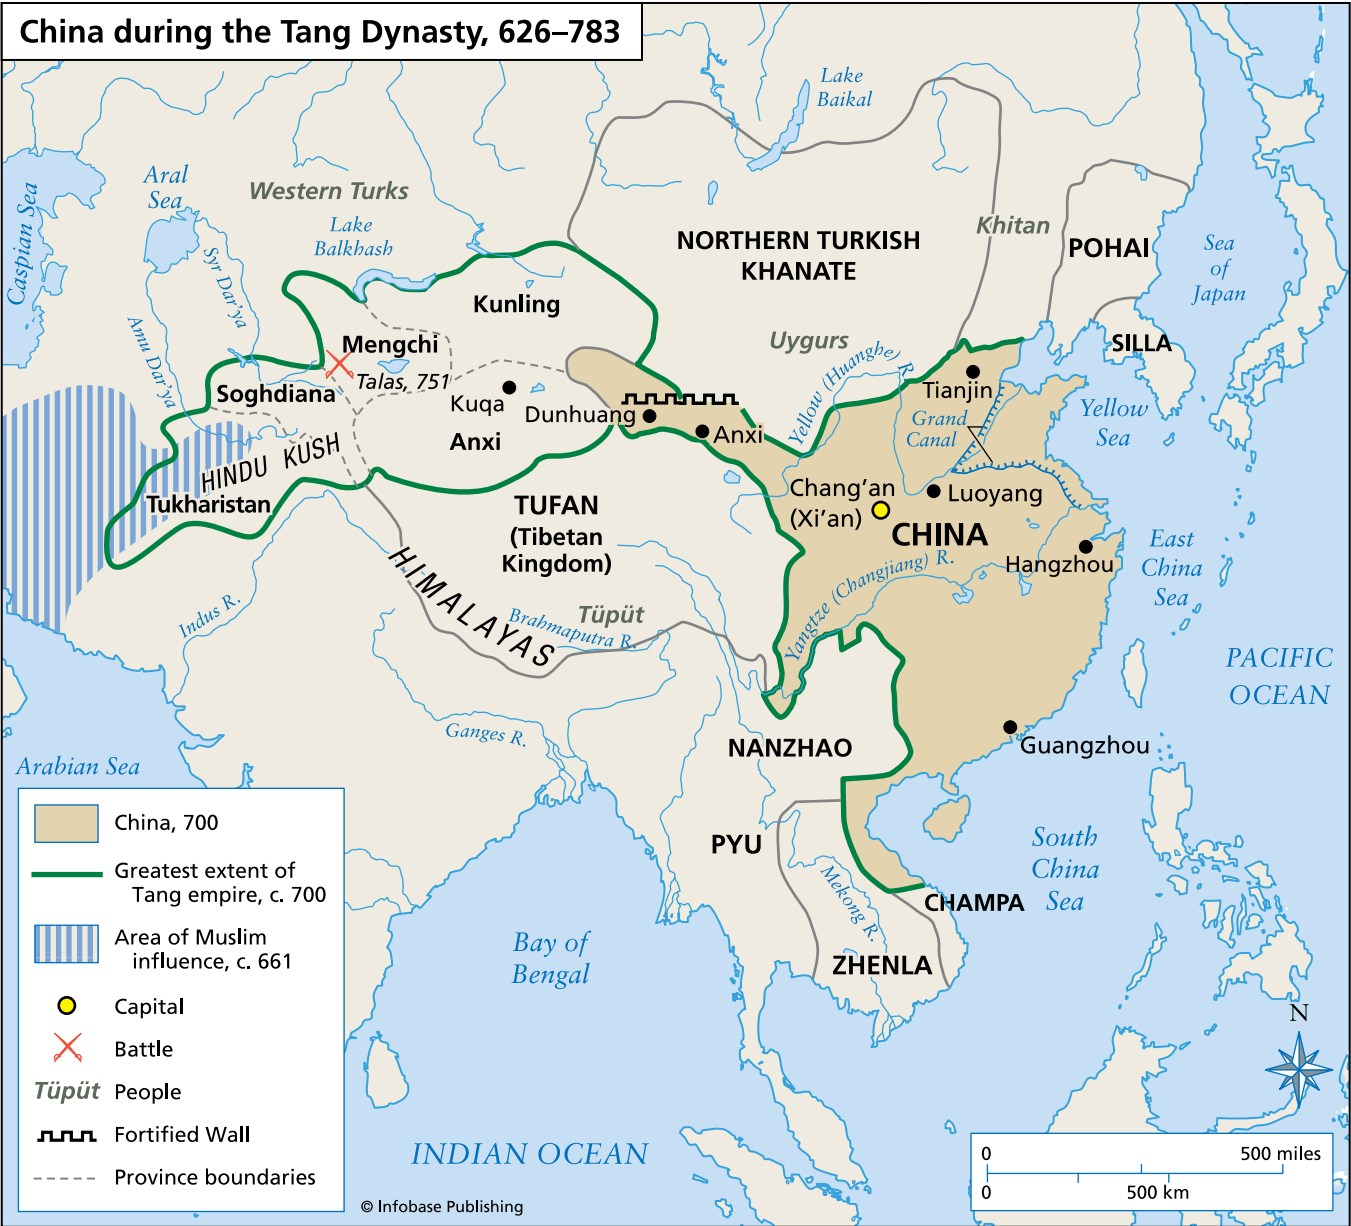 China during the Tang Dynasty, 626–783
Lake
Baikal
Aral
Sea
Western Turks
Caspian Sea
Lake
Balkhash
Syr Dar'ya
Amu Dar'ya
Khitan
NORTHERN TURKISH
KHANATE
POHAI
Sea
of
Japan
Kunling
Mengchi
Talas, 751
Uygurs
SILLA
Yellow (Huanghe) R.
Soghdiana
Kuqa
Dunhuang
Anxi
Anxi
Tianjin
Grand
Canal
Yellow
Sea
HINDU KUSH
Tukharistan
TUFAN
(Tibetan
Kingdom)
Chang'an
(Xi'an)
Luoyang
CHINA
Hangzhou
East
China
Sea
HIMALAYAS
Tüpüt
Brahmaputra R.
Yangtze (Changjiang) R.
Indus R.
PACIFIC
OCEAN
Ganges R.
NANZHAO
Guangzhou
Arabian Sea
PYU
Mekong R.
South
China
Sea
CHAMPA
ZHENLA
Bay of
Bengal
INDIAN OCEAN
China, 700
Greatest extent of
Tang empire, c. 700
Area of Muslim
influence, c. 661
Capital
Battle
Tüpüt People
Fortified Wall
Province boundaries
© Infobase Publishing
N
0 500 miles
0 500 km